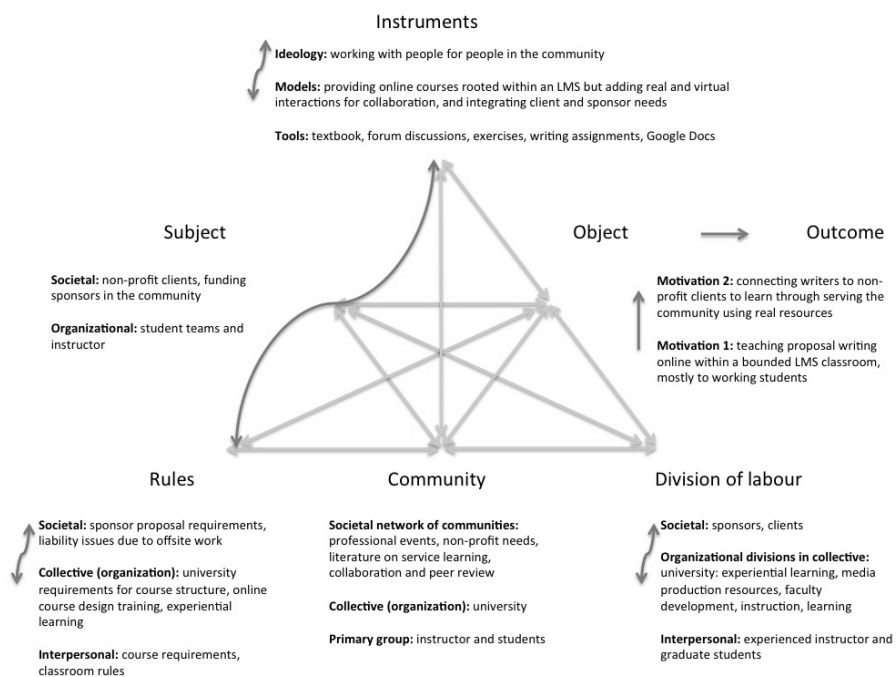 Instruments
Ideology: working with people for people in the community
Models: providing online courses rooted within an LMS but adding real and virtual
interactions for collaboration, and integrating client and sponsor needs
Tools: textbook, forum discussions, exercises, writing assignments, Google Docs
Subject
Societal: non-profit clients, funding
sponsors in the community
Organizational: student teams and
instructor
Object
Outcome
Motivation 2: connecting writers to non-
profit clients to learn through serving the
community using real resources
Motivation 1: teaching proposal writing
online within a bounded LMS classroom,
mostly to working students
Rules
Societal: sponsor proposal requirements,
liability issues due to offsite work
Collective (organization): university
requirements for course structure, online
course design training, experiential
learning
Interpersonal: course requirements,
classroom rules
Community
Societal network of communities:
professional events, non-profit needs,
literature on service learning,
collaboration and peer review
Collective (organization): university
Primary group: instructor and students
Division of labour
Societal: sponsors, clients
Organizational divisions in collective:
university: experiential learning, media
production resources, faculty
development, instruction, learning
Interpersonal: experienced instructor and
graduate students